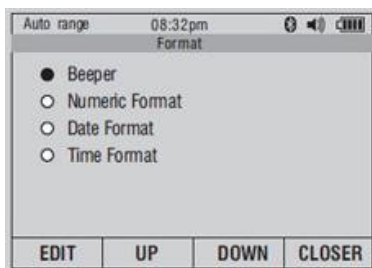 Auto range 08:32pm
Format
Beeper
Numeric Format
Date Format
Time Format
EDIT UP DOWN CLOSER